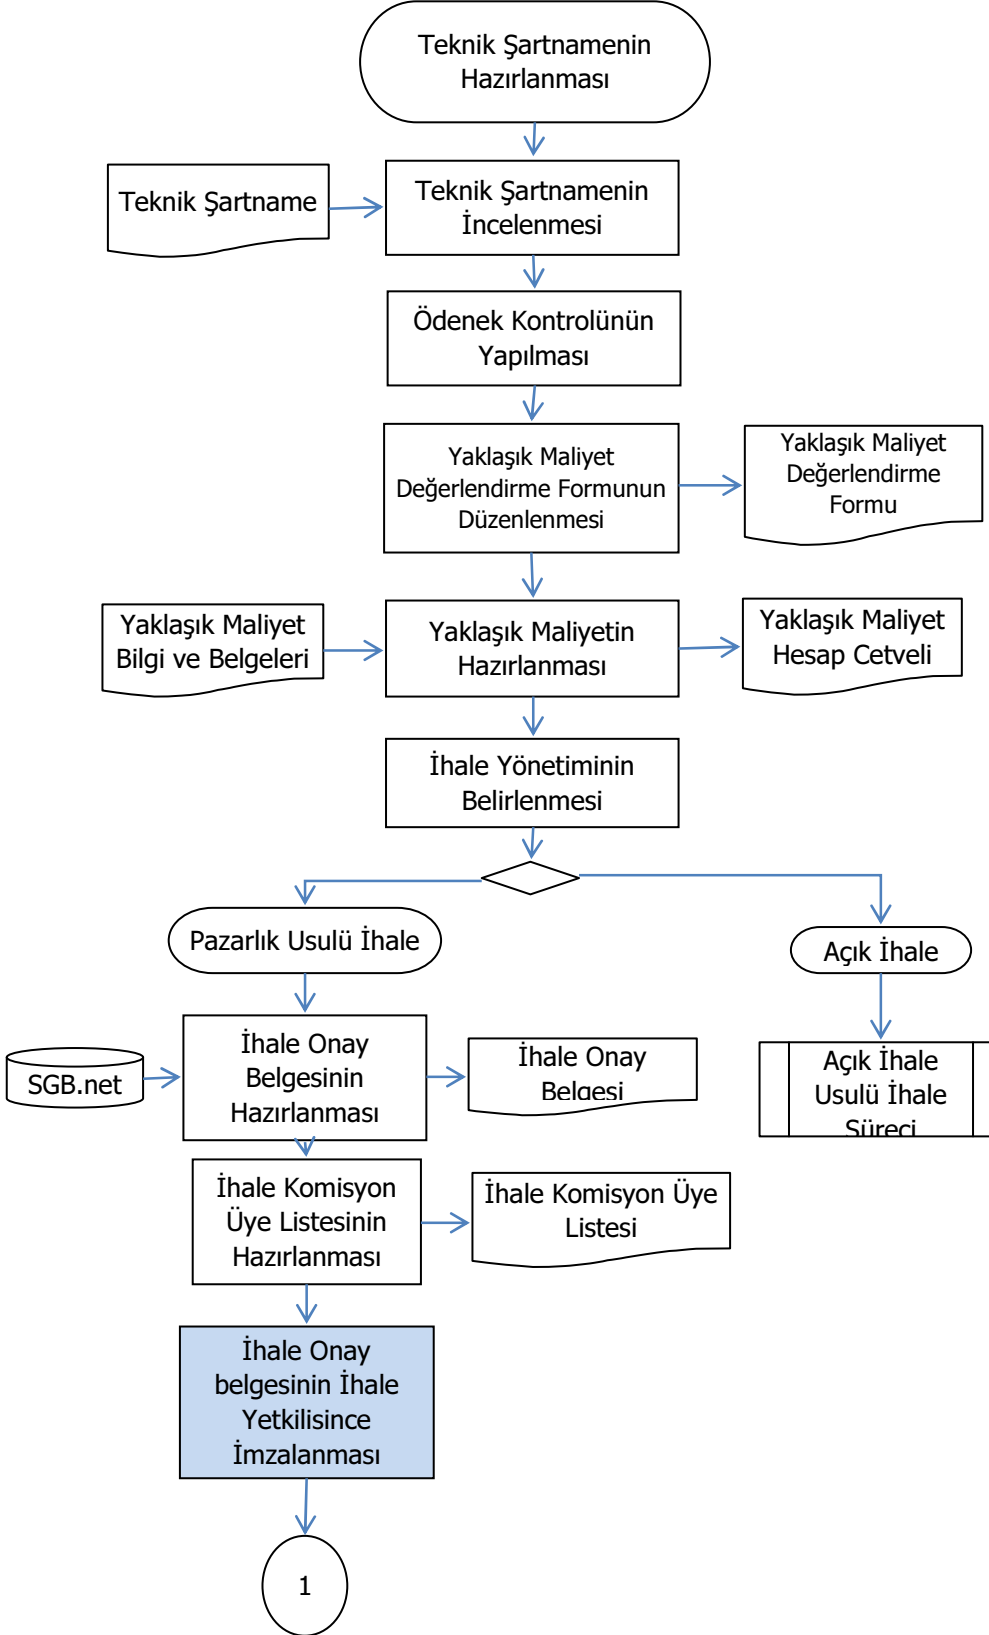 Teknik Şartnamenin
Hazırlanması
Teknik Şartname
Teknik Şartnamenin
İncelenmesi
Ödenek Kontrolünün
Yapılması
Yaklaşık Maliyet
Değerlendirme Formunun
Düzenlenmesi
Yaklaşık Maliyet
Değerlendirme
Formu
Yaklaşık Maliyet
Bilgi ve Belgeleri
Yaklaşık Maliyetin
Hazırlanması
Yaklaşık Maliyet
Hesap Cetveli
İhale Yönetiminin
Belirlenmesi
Pazarlık Usulü İhale
Açık İhale
SGB.net
İhale Onay
Belgesinin
Hazırlanması
İhale Onay
Belgesi
Açık İhale
Usulü İhale
Süreci
İhale Komisyon
Üye Listesinin
Hazırlanması
İhale Komisyon Üye
Listesi
İhale Onay
belgesinin İhale
Yetkilisince
İmzalanması
1